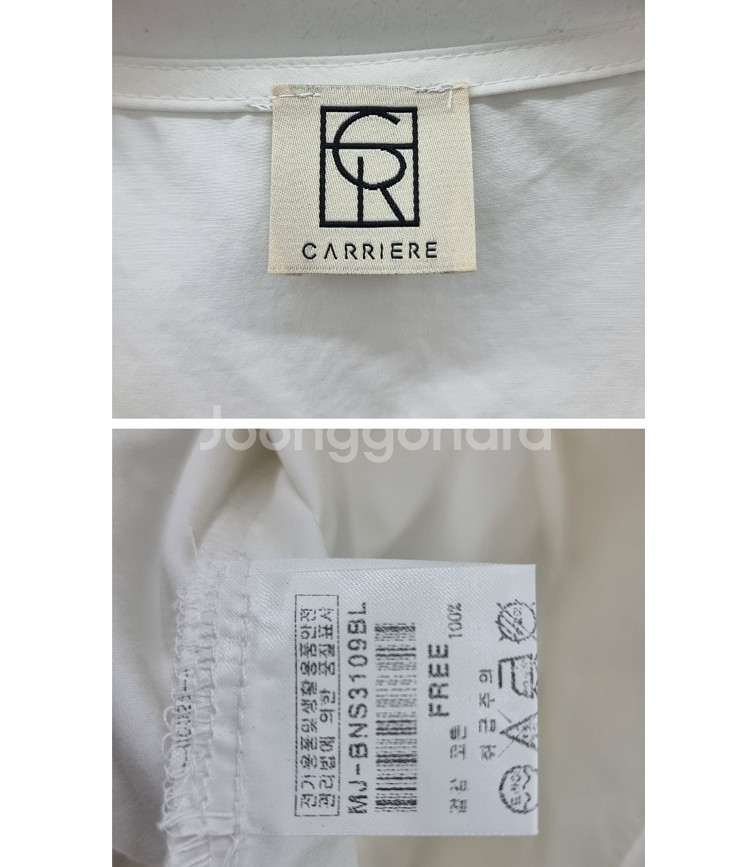 CR
CARRIERE
Joonggonara
전기용품및생활용품안전
관리법에 의한 품질표시
MJ-BNS3109BL
FREE
겉감 코튼 100%
취급주의